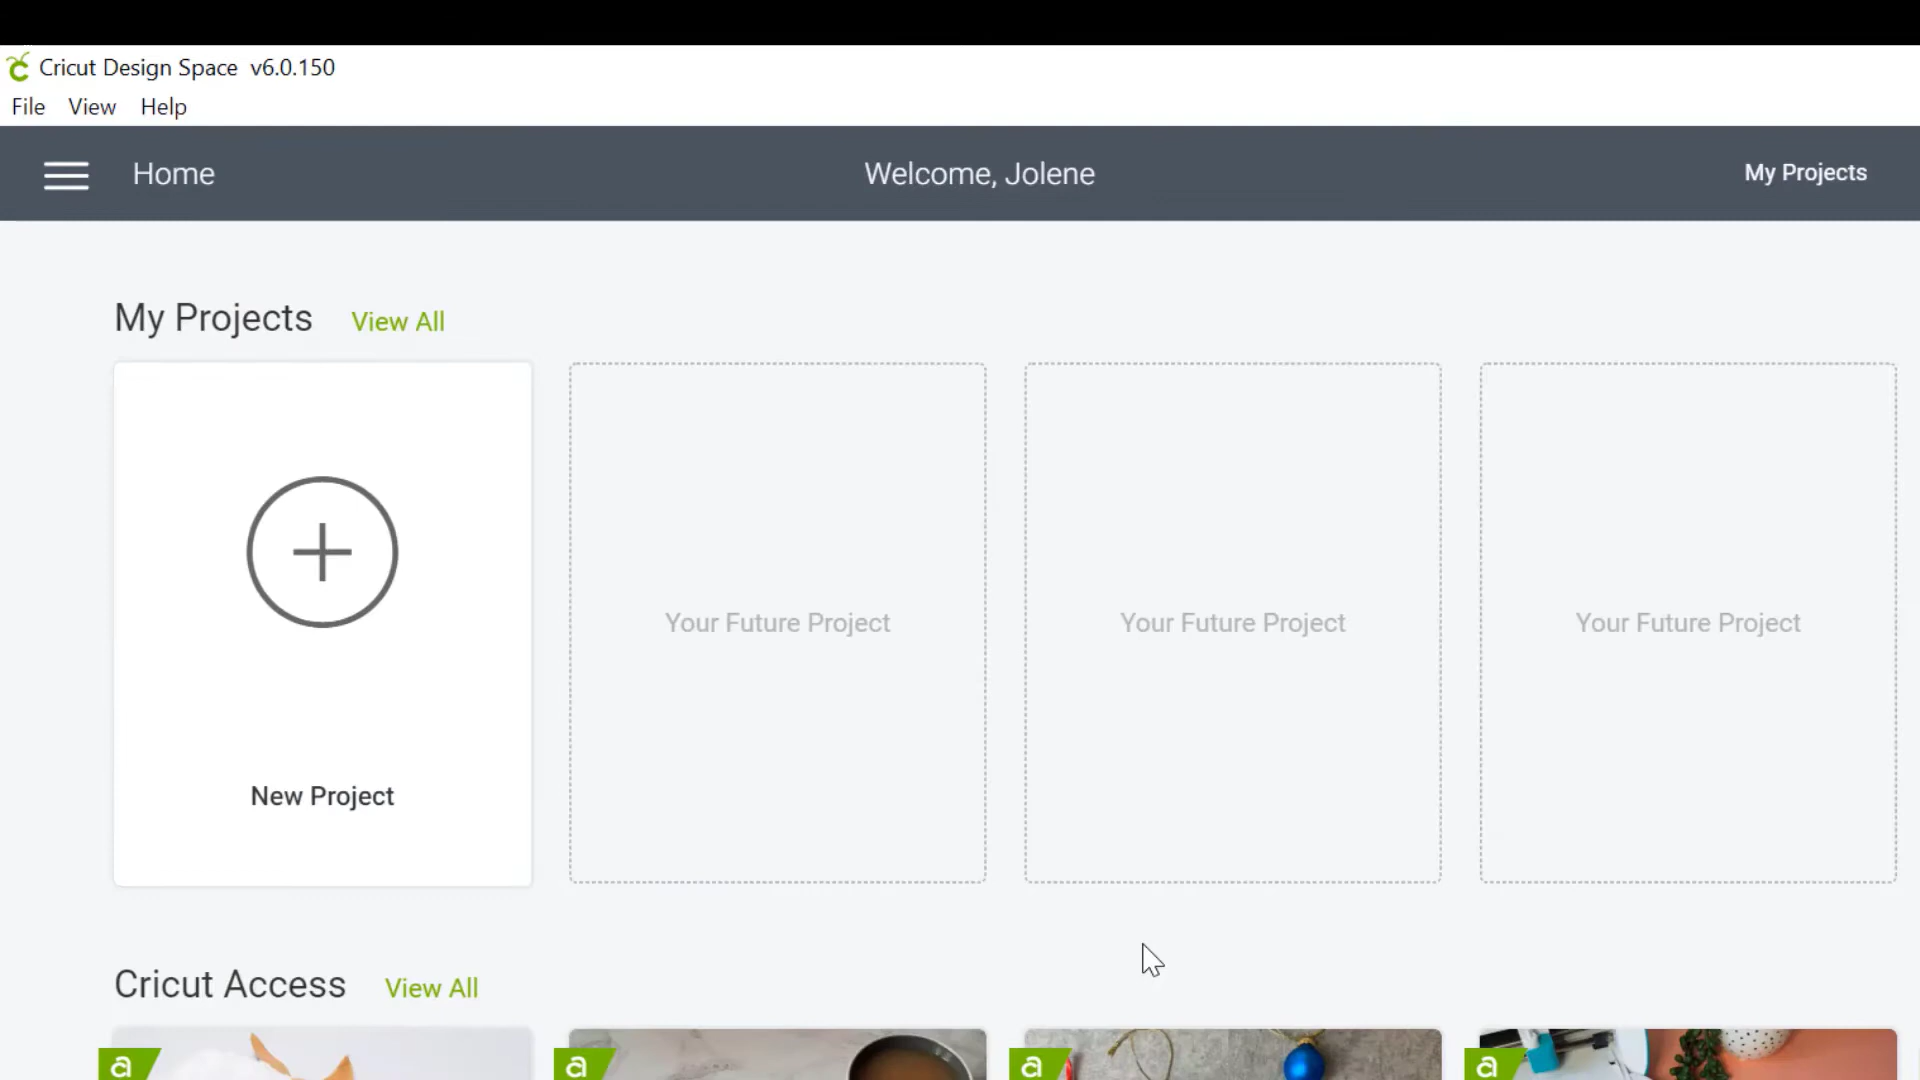 Cricut Design Space v6.0.150
File View Help
Home Welcome, Jolene My Projects
My Projects View All
New Project
Your Future Project
Your Future Project
Your Future Project
Cricut Access View All
a
a
a
a